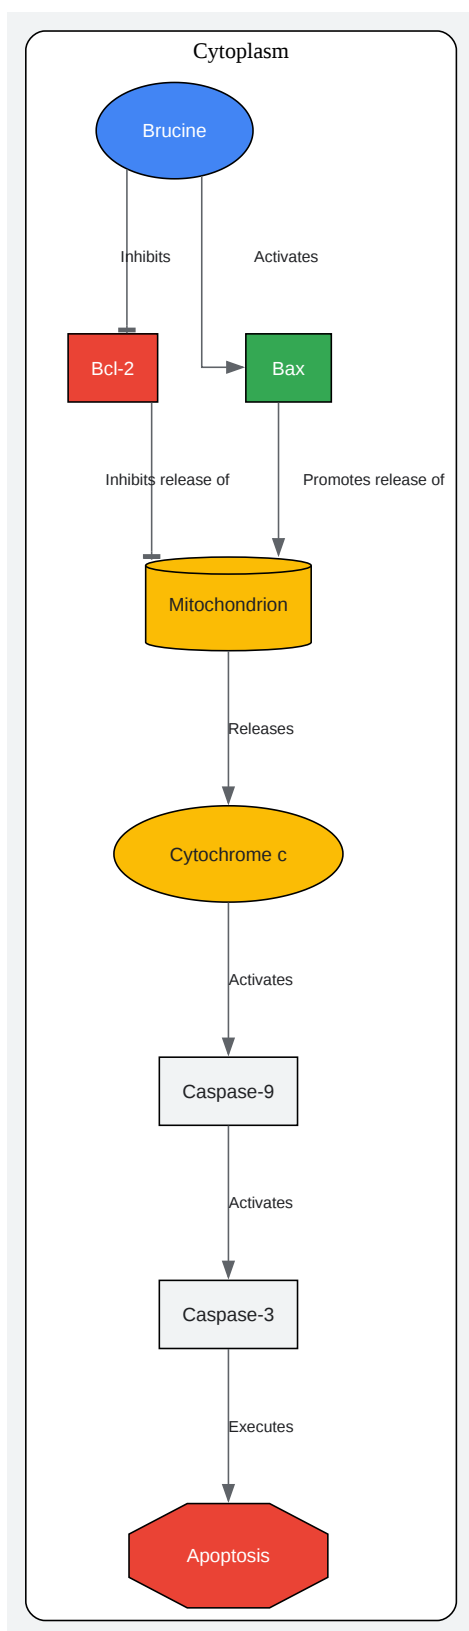 Cytoplasm
Brucine
Inhibits
Activates
Bcl-2
Bax
Inhibits release of
Promotes release of
Mitochondrion
Releases
Cytochrome c
Activates
Caspase-9
Activates
Caspase-3
Executes
Apoptosis